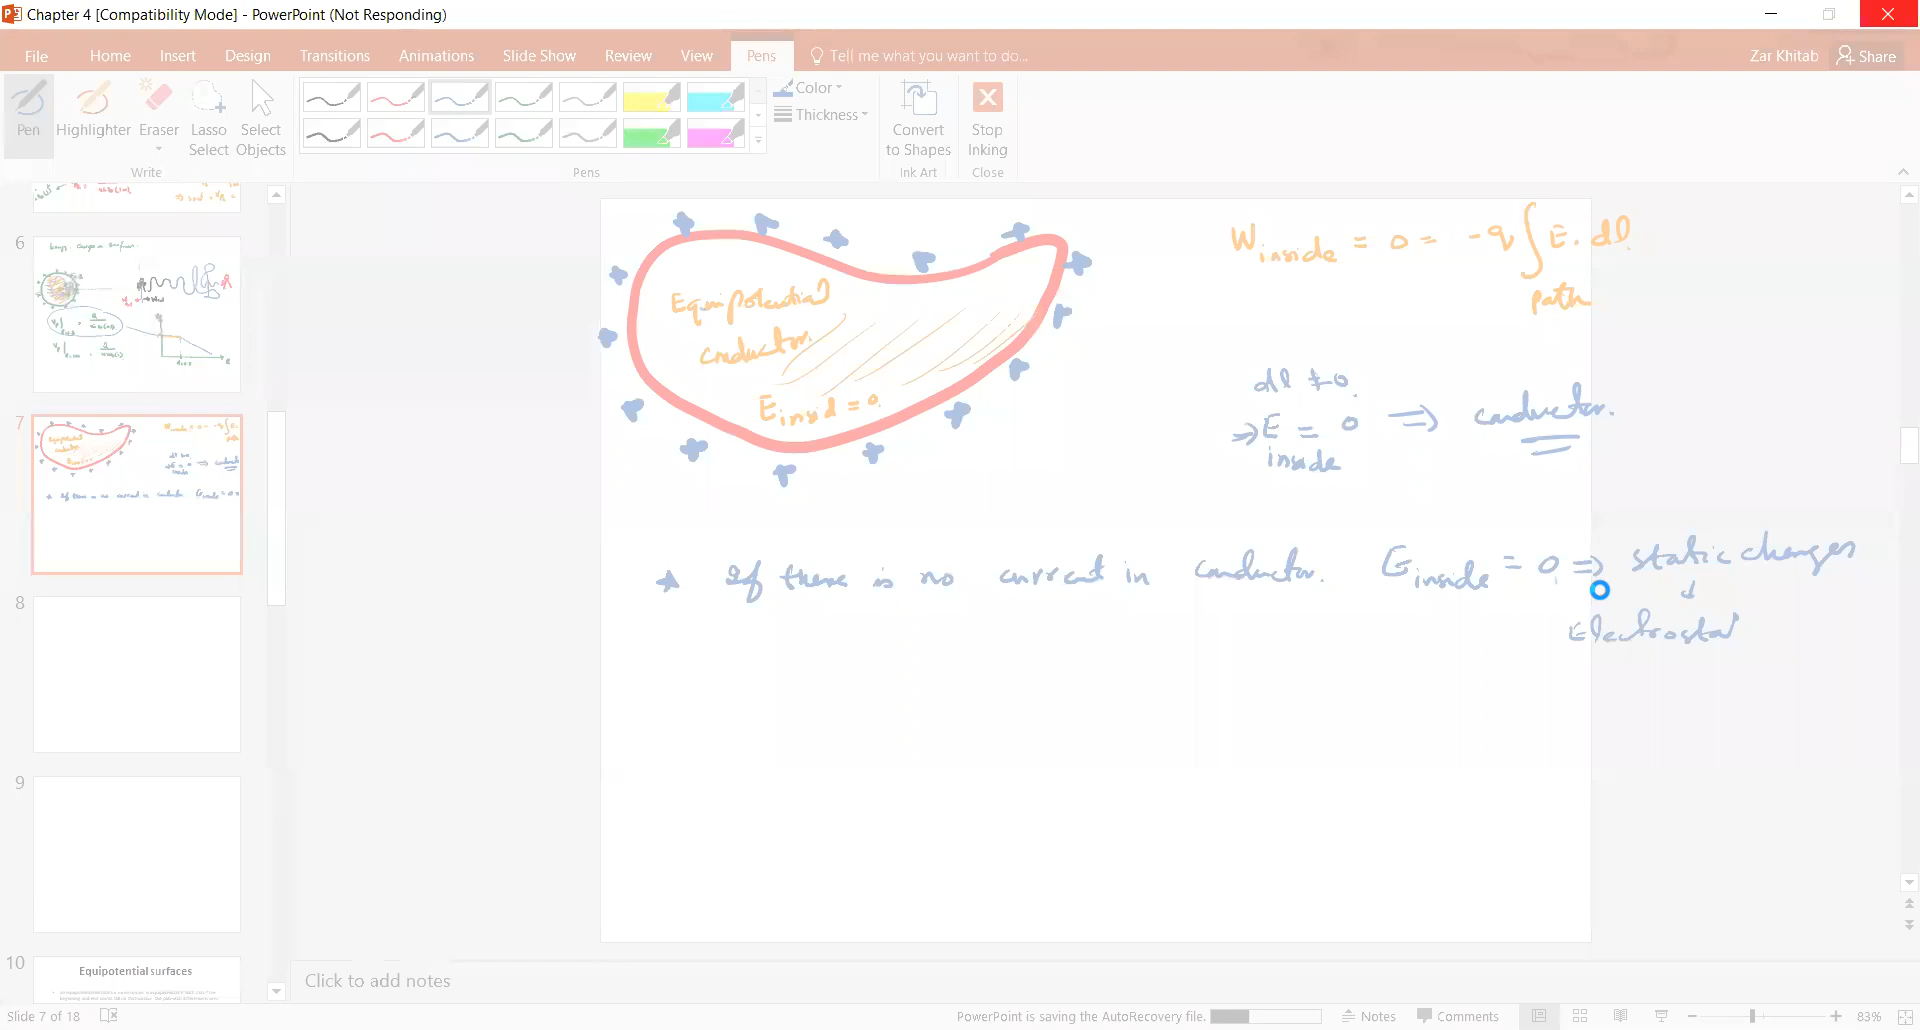 Chapter 4 [Compatibility Mode] - PowerPoint (Not Responding)
File Home Insert Design Transitions Animations Slide Show Review View Pens Tell me what you want to do... Zar Khitab Share
Pen Highlighter Eraser Lasso Select Select Objects
Color
Thickness
Convert to Shapes
Stop Inking
Write Pens Ink Art Close
6
7
8
9
10
Equipotential surfaces
Equipotential
conductor.
E insid = 0.
W inside = 0 = -q ∫ E. dl
path
dl ≠ 0.
⇒ E = 0 ⇒ conductor.
inside
* If there is no current in conductor. E inside = 0 ⇒ static charges
↓
Electrostat
Click to add notes
Slide 7 of 18 PowerPoint is saving the AutoRecovery file. Notes Comments 83%